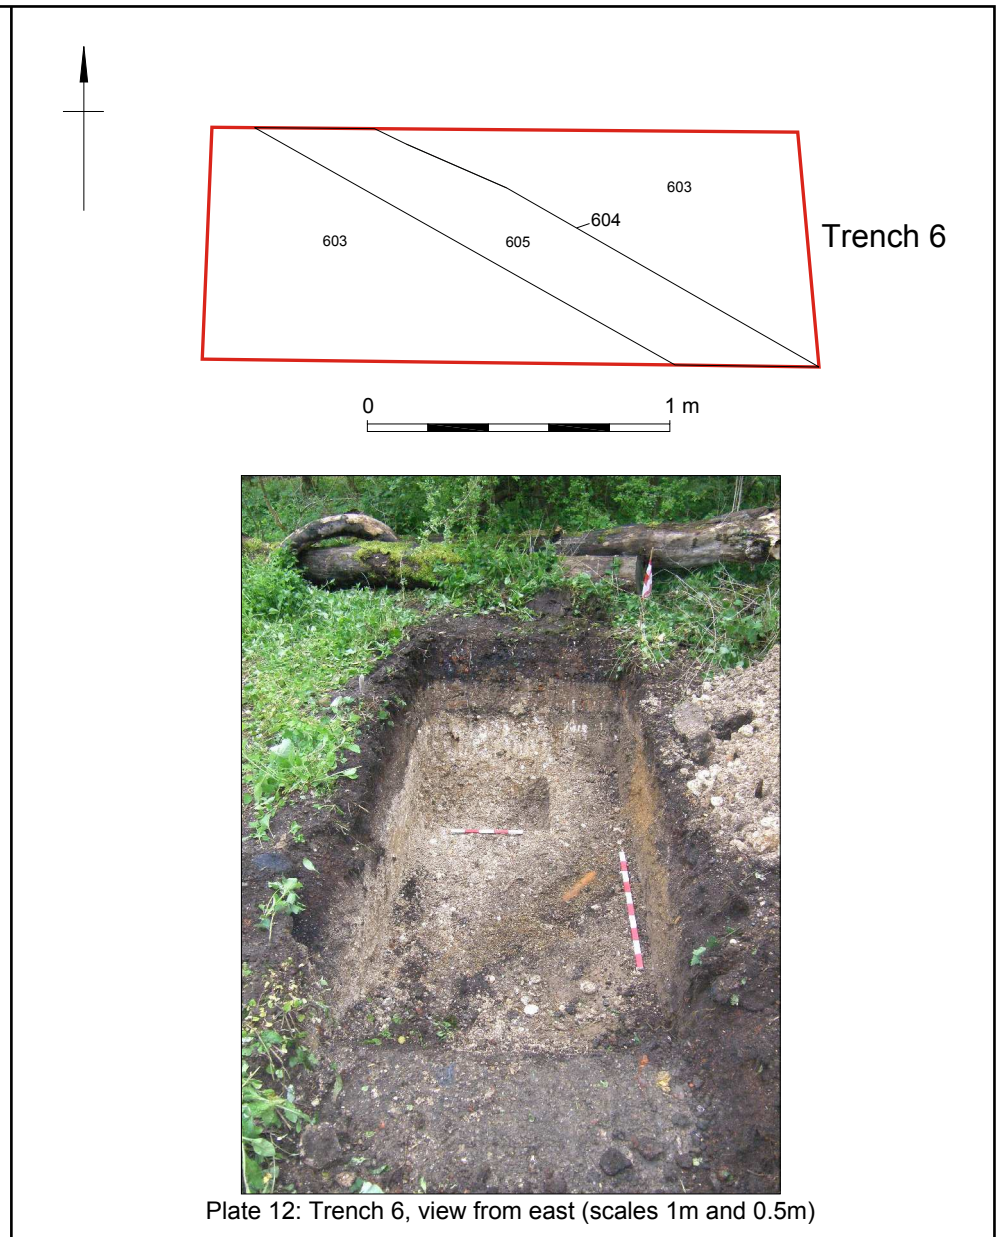 603
604
603
605
Trench 6
0 1 m
Plate 12: Trench 6, view from east (scales 1m and 0.5m)